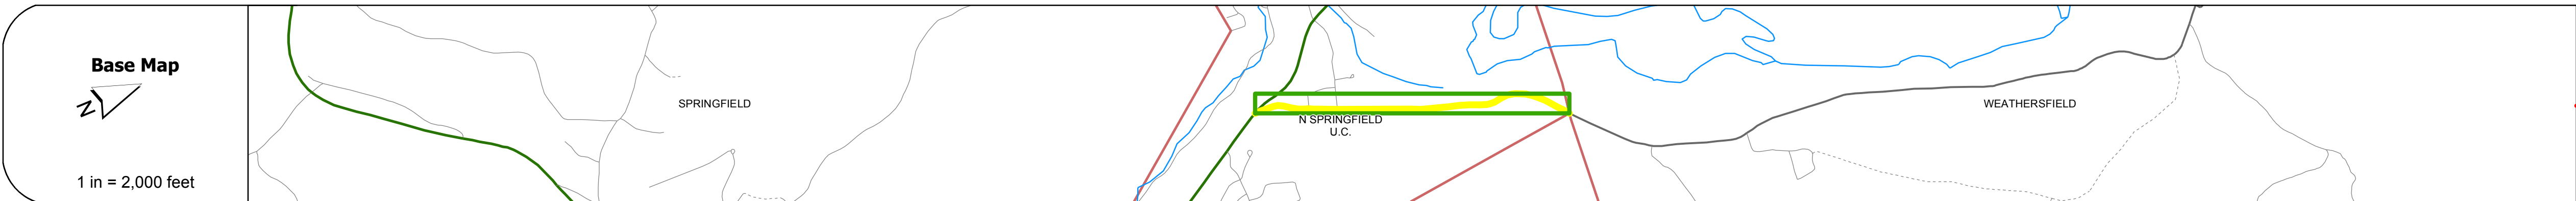 Base Map
N
1 in = 2,000 feet
SPRINGFIELD
N SPRINGFIELD
U.C.
WEATHERSFIELD